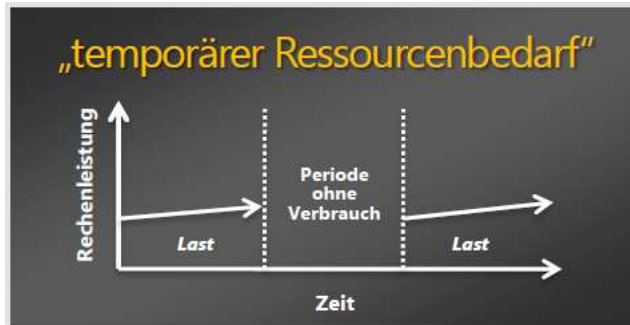 „temporärer Ressourcenbedarf“
Rechenleistung
Periode
ohne
Verbrauch
Last
Last
Zeit